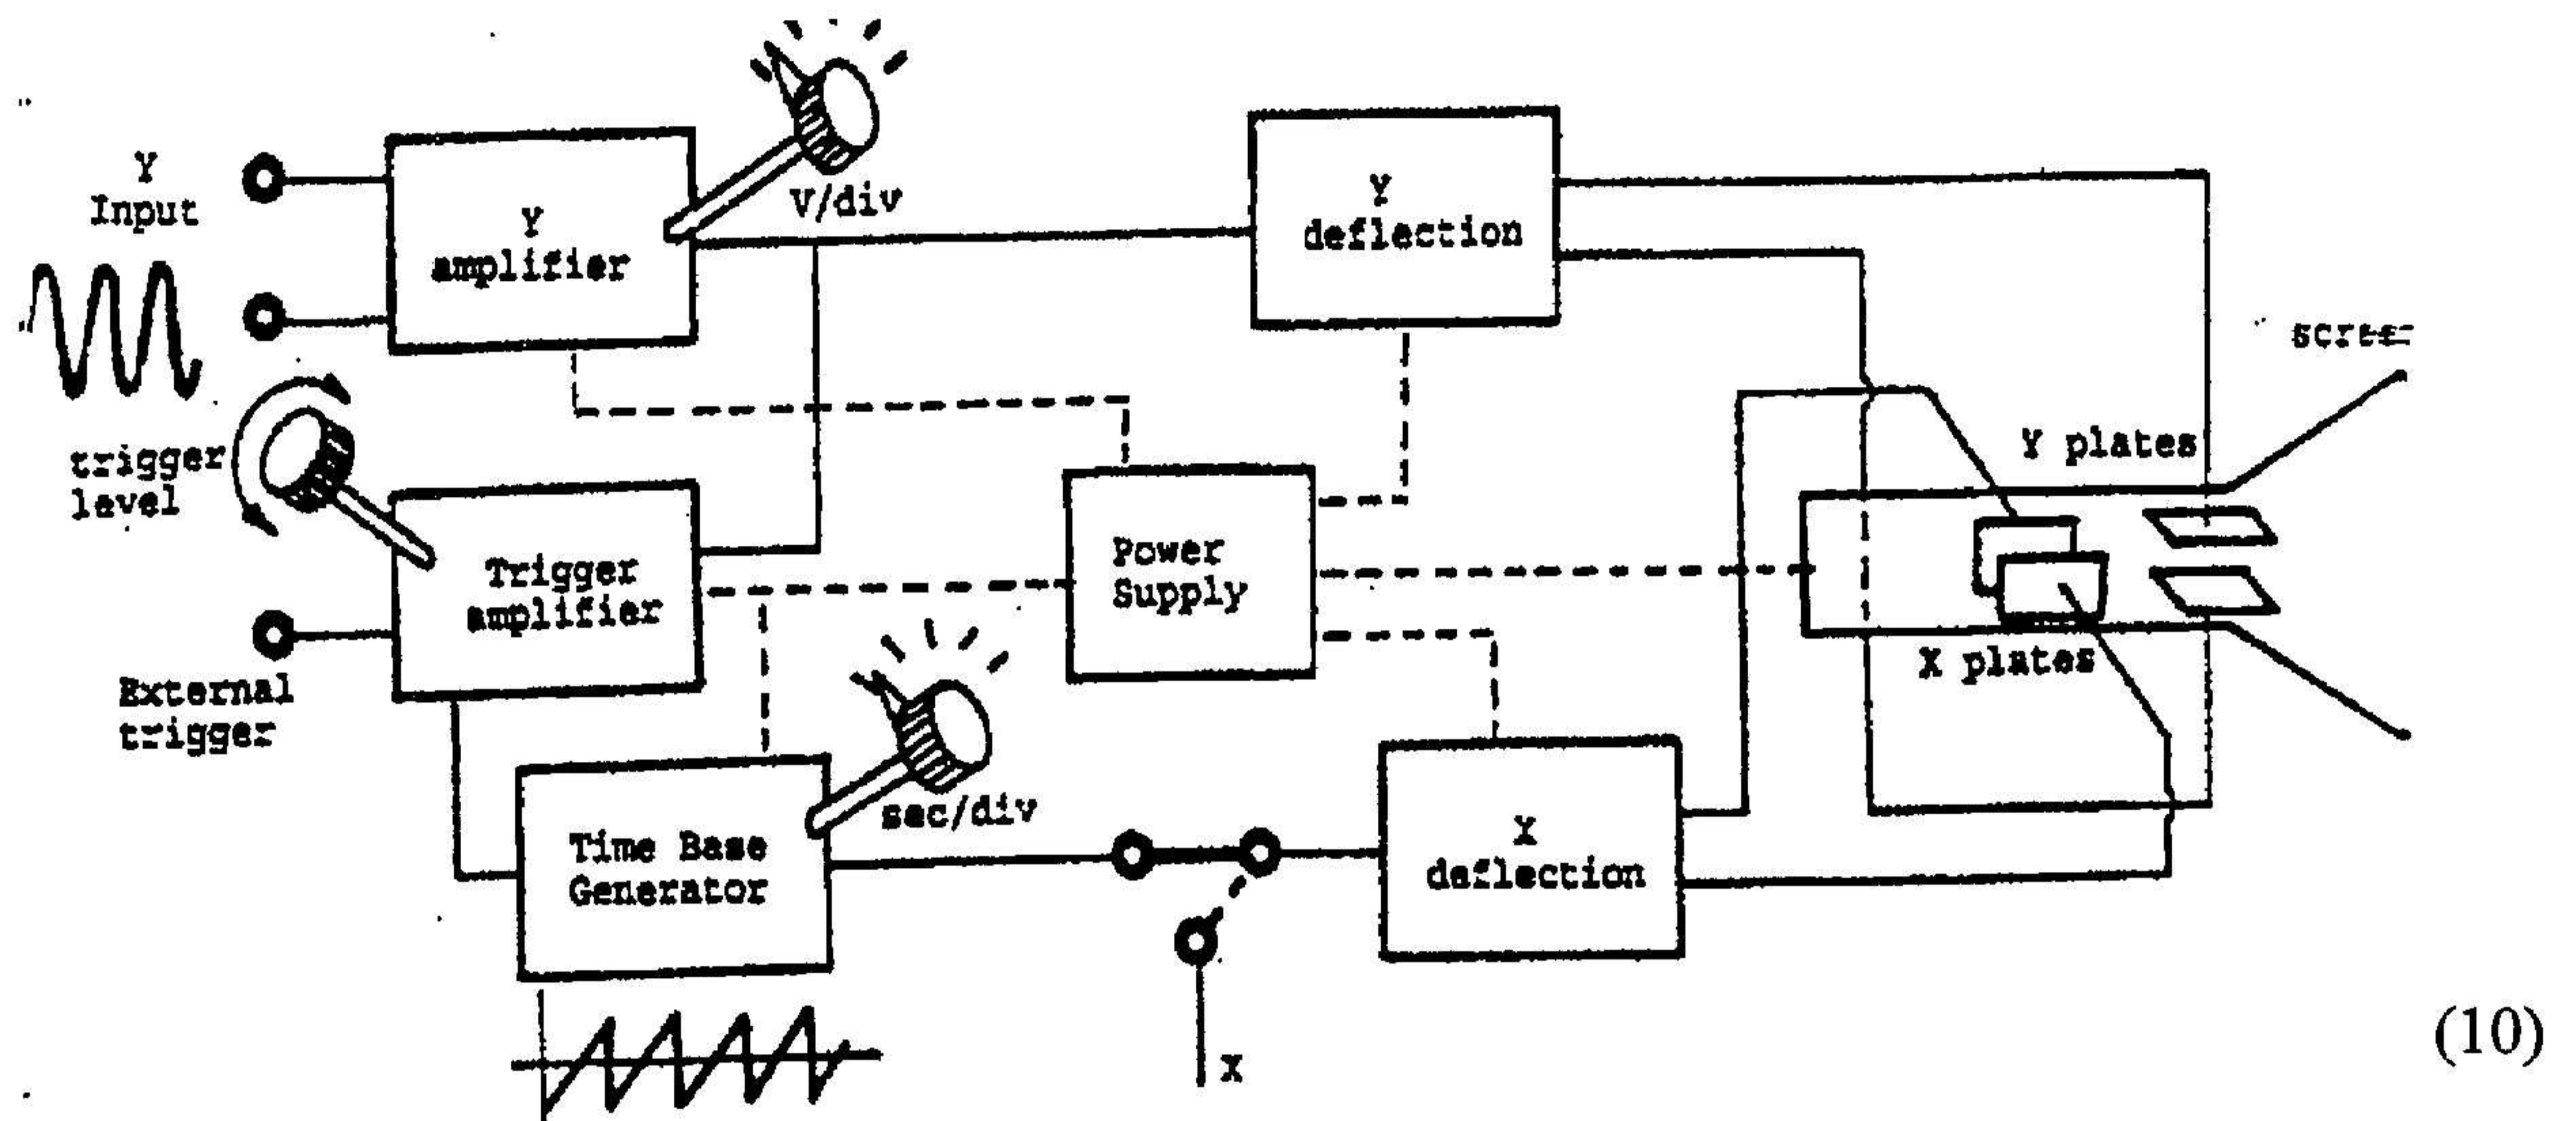 Y
Input
Y
amplifier
V/div
Y
deflection
screen
trigger
level
Y plates
Trigger
amplifier
Power
Supply
X plates
External
trigger
sec/div
Time Base
Generator
X
deflection
X
(10)